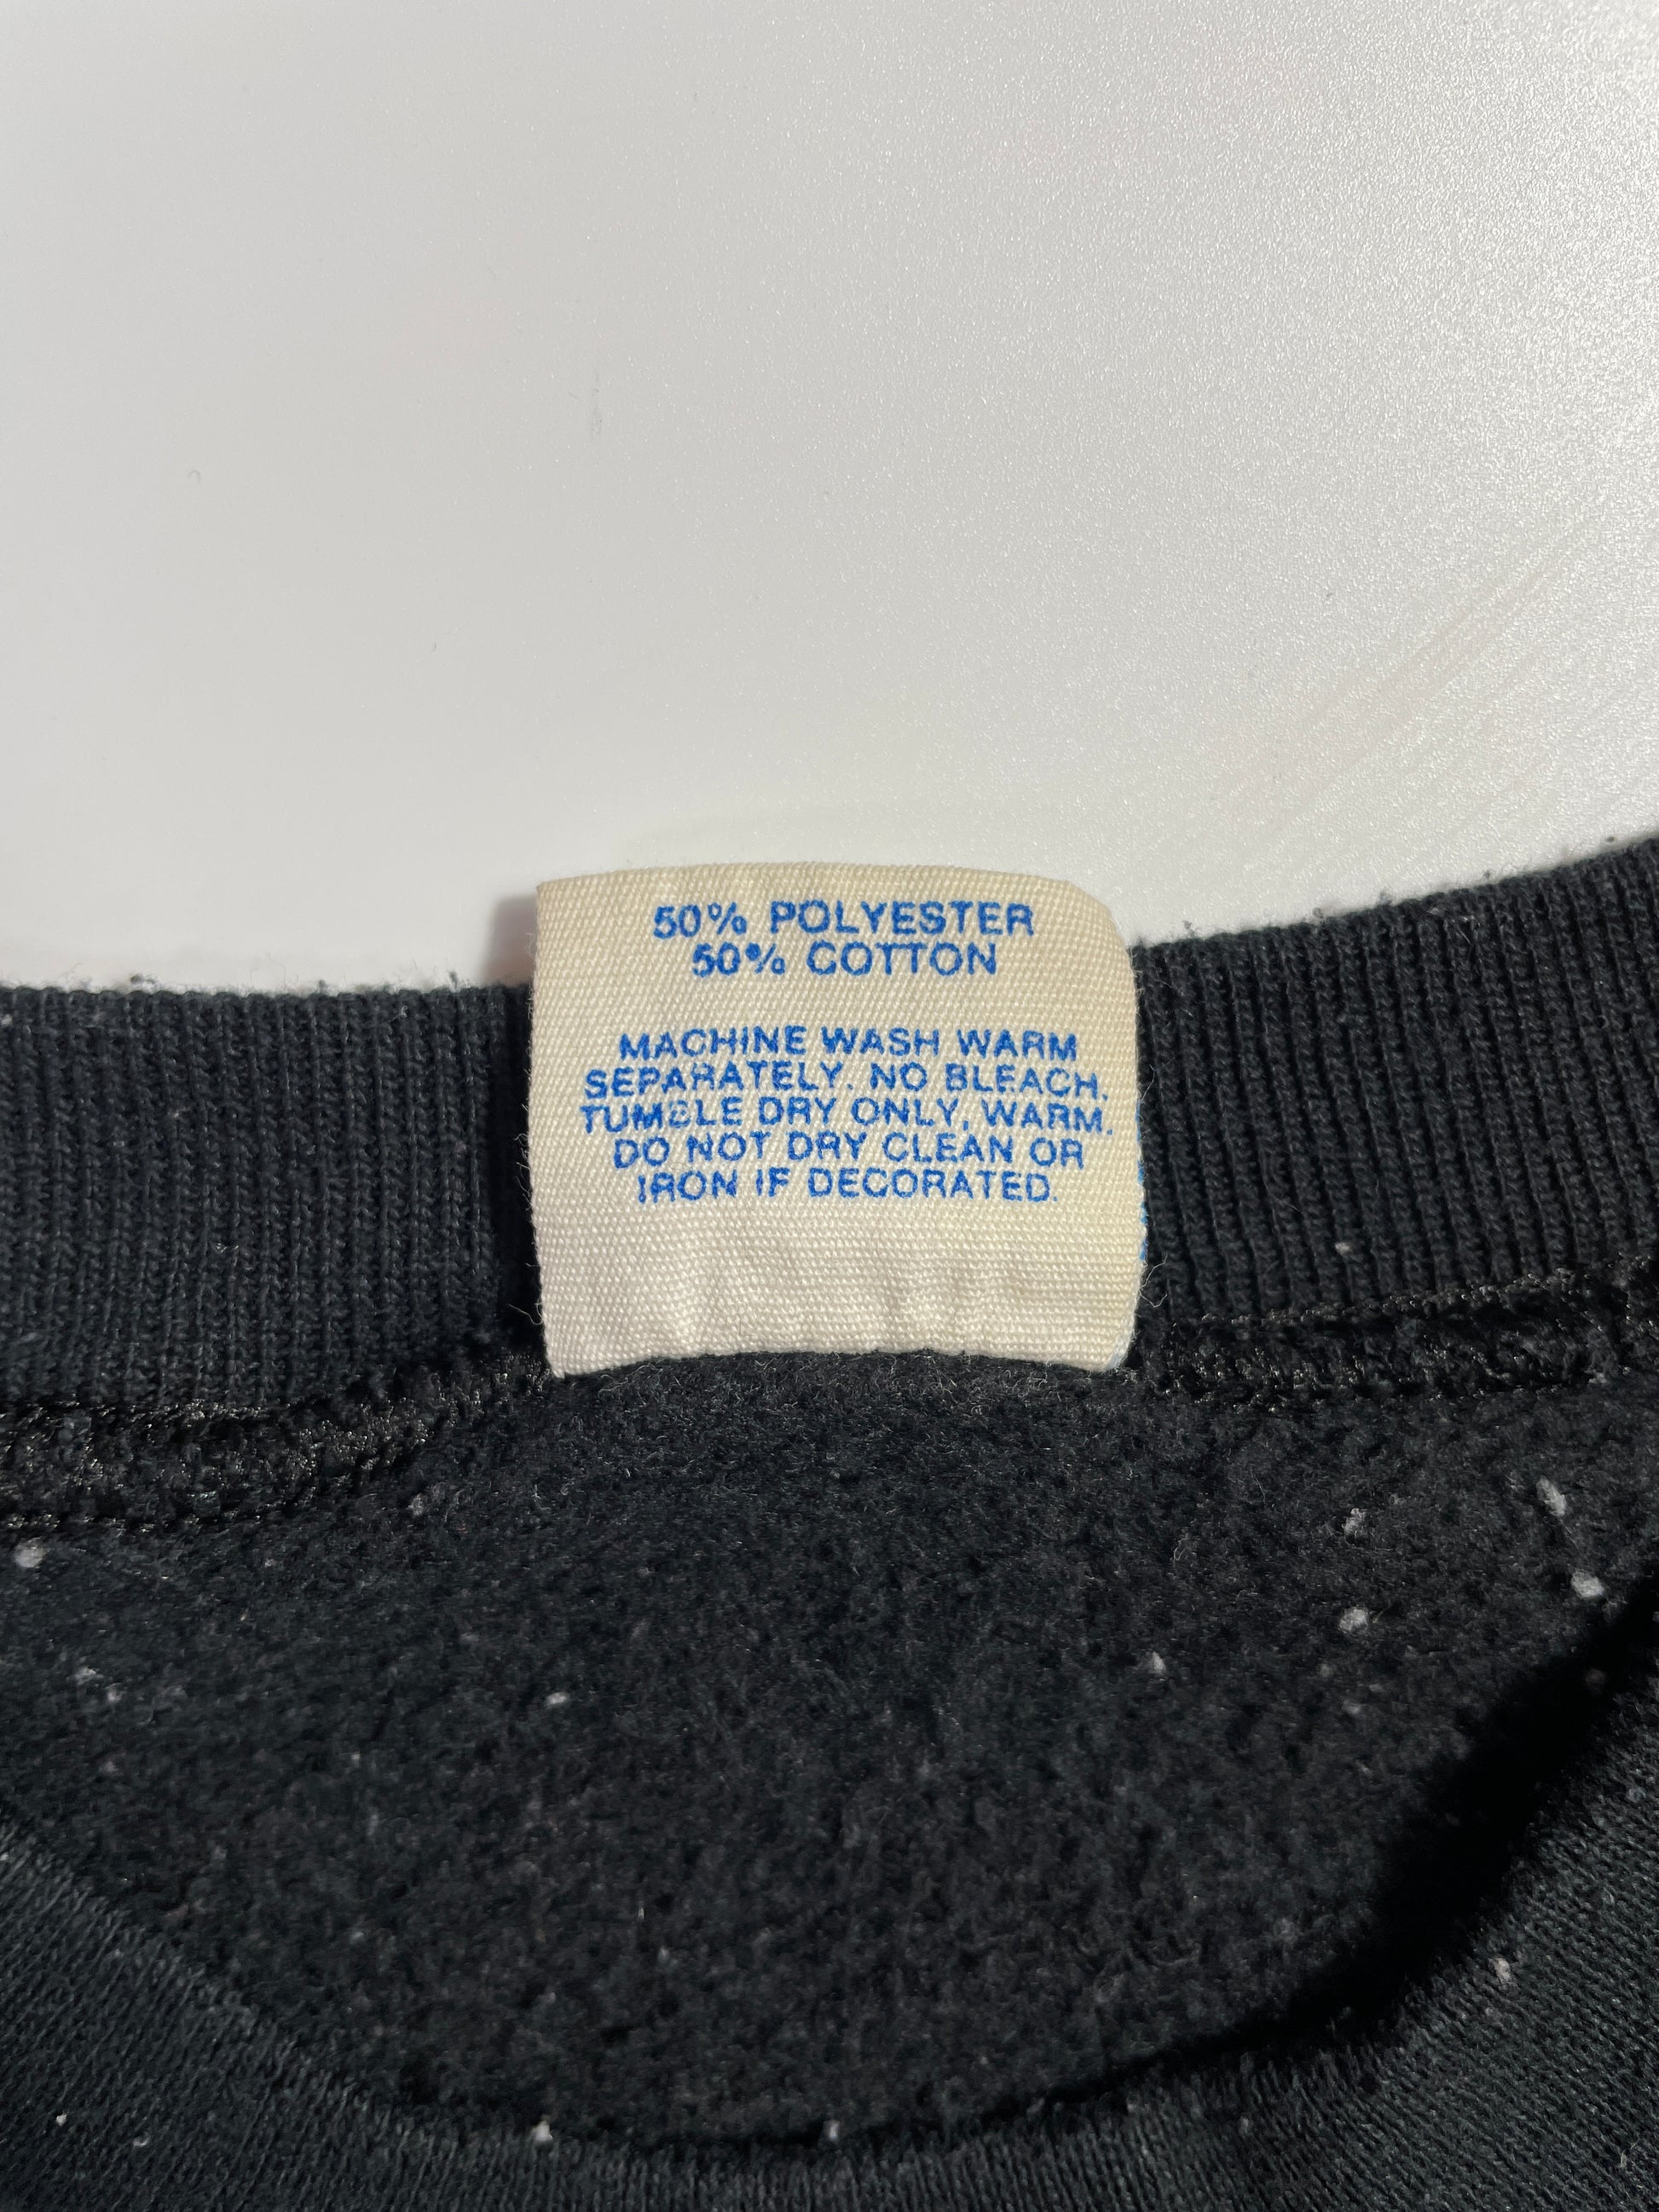 50% POLYESTER
50% COTTON
MACHINE WASH WARM
SEPARATELY. NO BLEACH.
TUMBLE DRY ONLY, WARM.
DO NOT DRY CLEAN OR
IRON IF DECORATED.